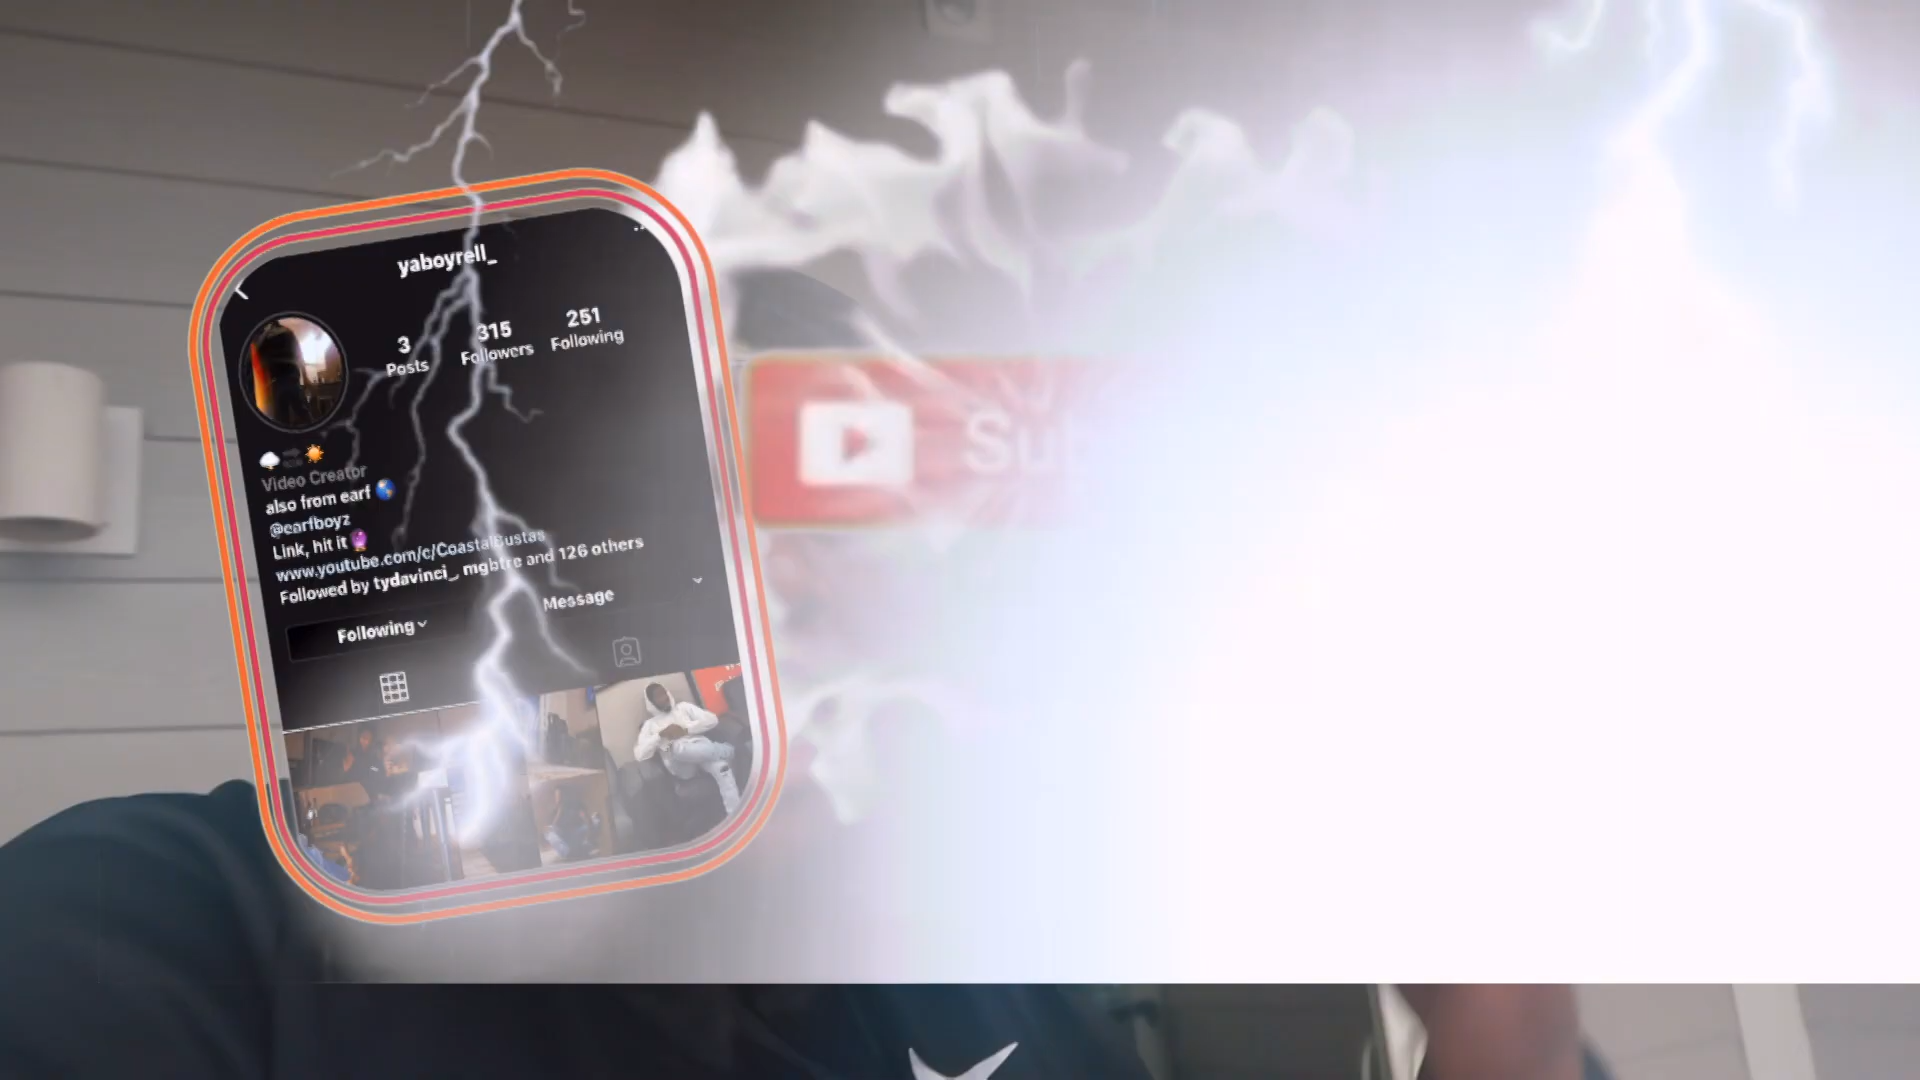 yaboyrell_
3
Posts
315
Followers
251
Following
Video Creator
also from earf
@earfboyz
Link, hit it
www.youtube.com/c/CoastalBustas
Followed by tydavinci_, mgbtre and 126 others
Following
Message
Su